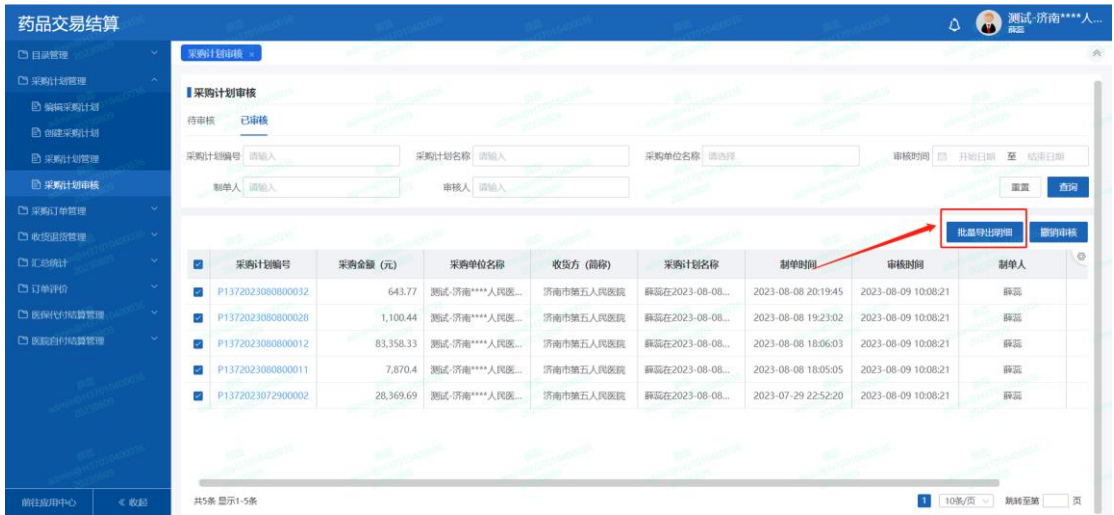 药品交易结算
测试-济南****人...
薛蕊
目录管理
采购计划管理
编辑采购计划
创建采购计划
采购计划管理
采购计划审核
采购订单管理
收货退货管理
汇总统计
订单评价
医保代付结算管理
医院自付结算管理
前往应用中心 《 收起
采购计划审核 ×
采购计划审核
待审核 已审核
采购计划编号 请输入 采购计划名称 请输入 采购单位名称 请选择 审核时间 开始日期 至 结束日期
制单人 请输入 审核人 请输入 重置 查询
批量导出明细 撤销审核
采购计划编号 采购金额 (元) 采购单位名称 收货方 (简称) 采购计划名称 制单时间 审核时间 制单人
P1372023080800032 643.77 测试-济南****人民医... 济南市第五人民医院 薛蕊在2023-08-08... 2023-08-08 20:19:45 2023-08-09 10:08:21 薛蕊
P1372023080800028 1,100.44 测试-济南****人民医... 济南市第五人民医院 薛蕊在2023-08-08... 2023-08-08 19:23:02 2023-08-09 10:08:21 薛蕊
P1372023080800012 83,358.33 测试-济南****人民医... 济南市第五人民医院 薛蕊在2023-08-08... 2023-08-08 18:06:03 2023-08-09 10:08:21 薛蕊
P1372023080800011 7,870.4 测试-济南****人民医... 济南市第五人民医院 薛蕊在2023-08-08... 2023-08-08 18:05:05 2023-08-09 10:08:21 薛蕊
P1372023072900002 28,369.69 测试-济南****人民医... 济南市第五人民医院 薛蕊在2023-08-08... 2023-07-29 22:52:20 2023-08-09 10:08:21 薛蕊
共5条 显示1-5条 1 10条/页 跳转至第 页